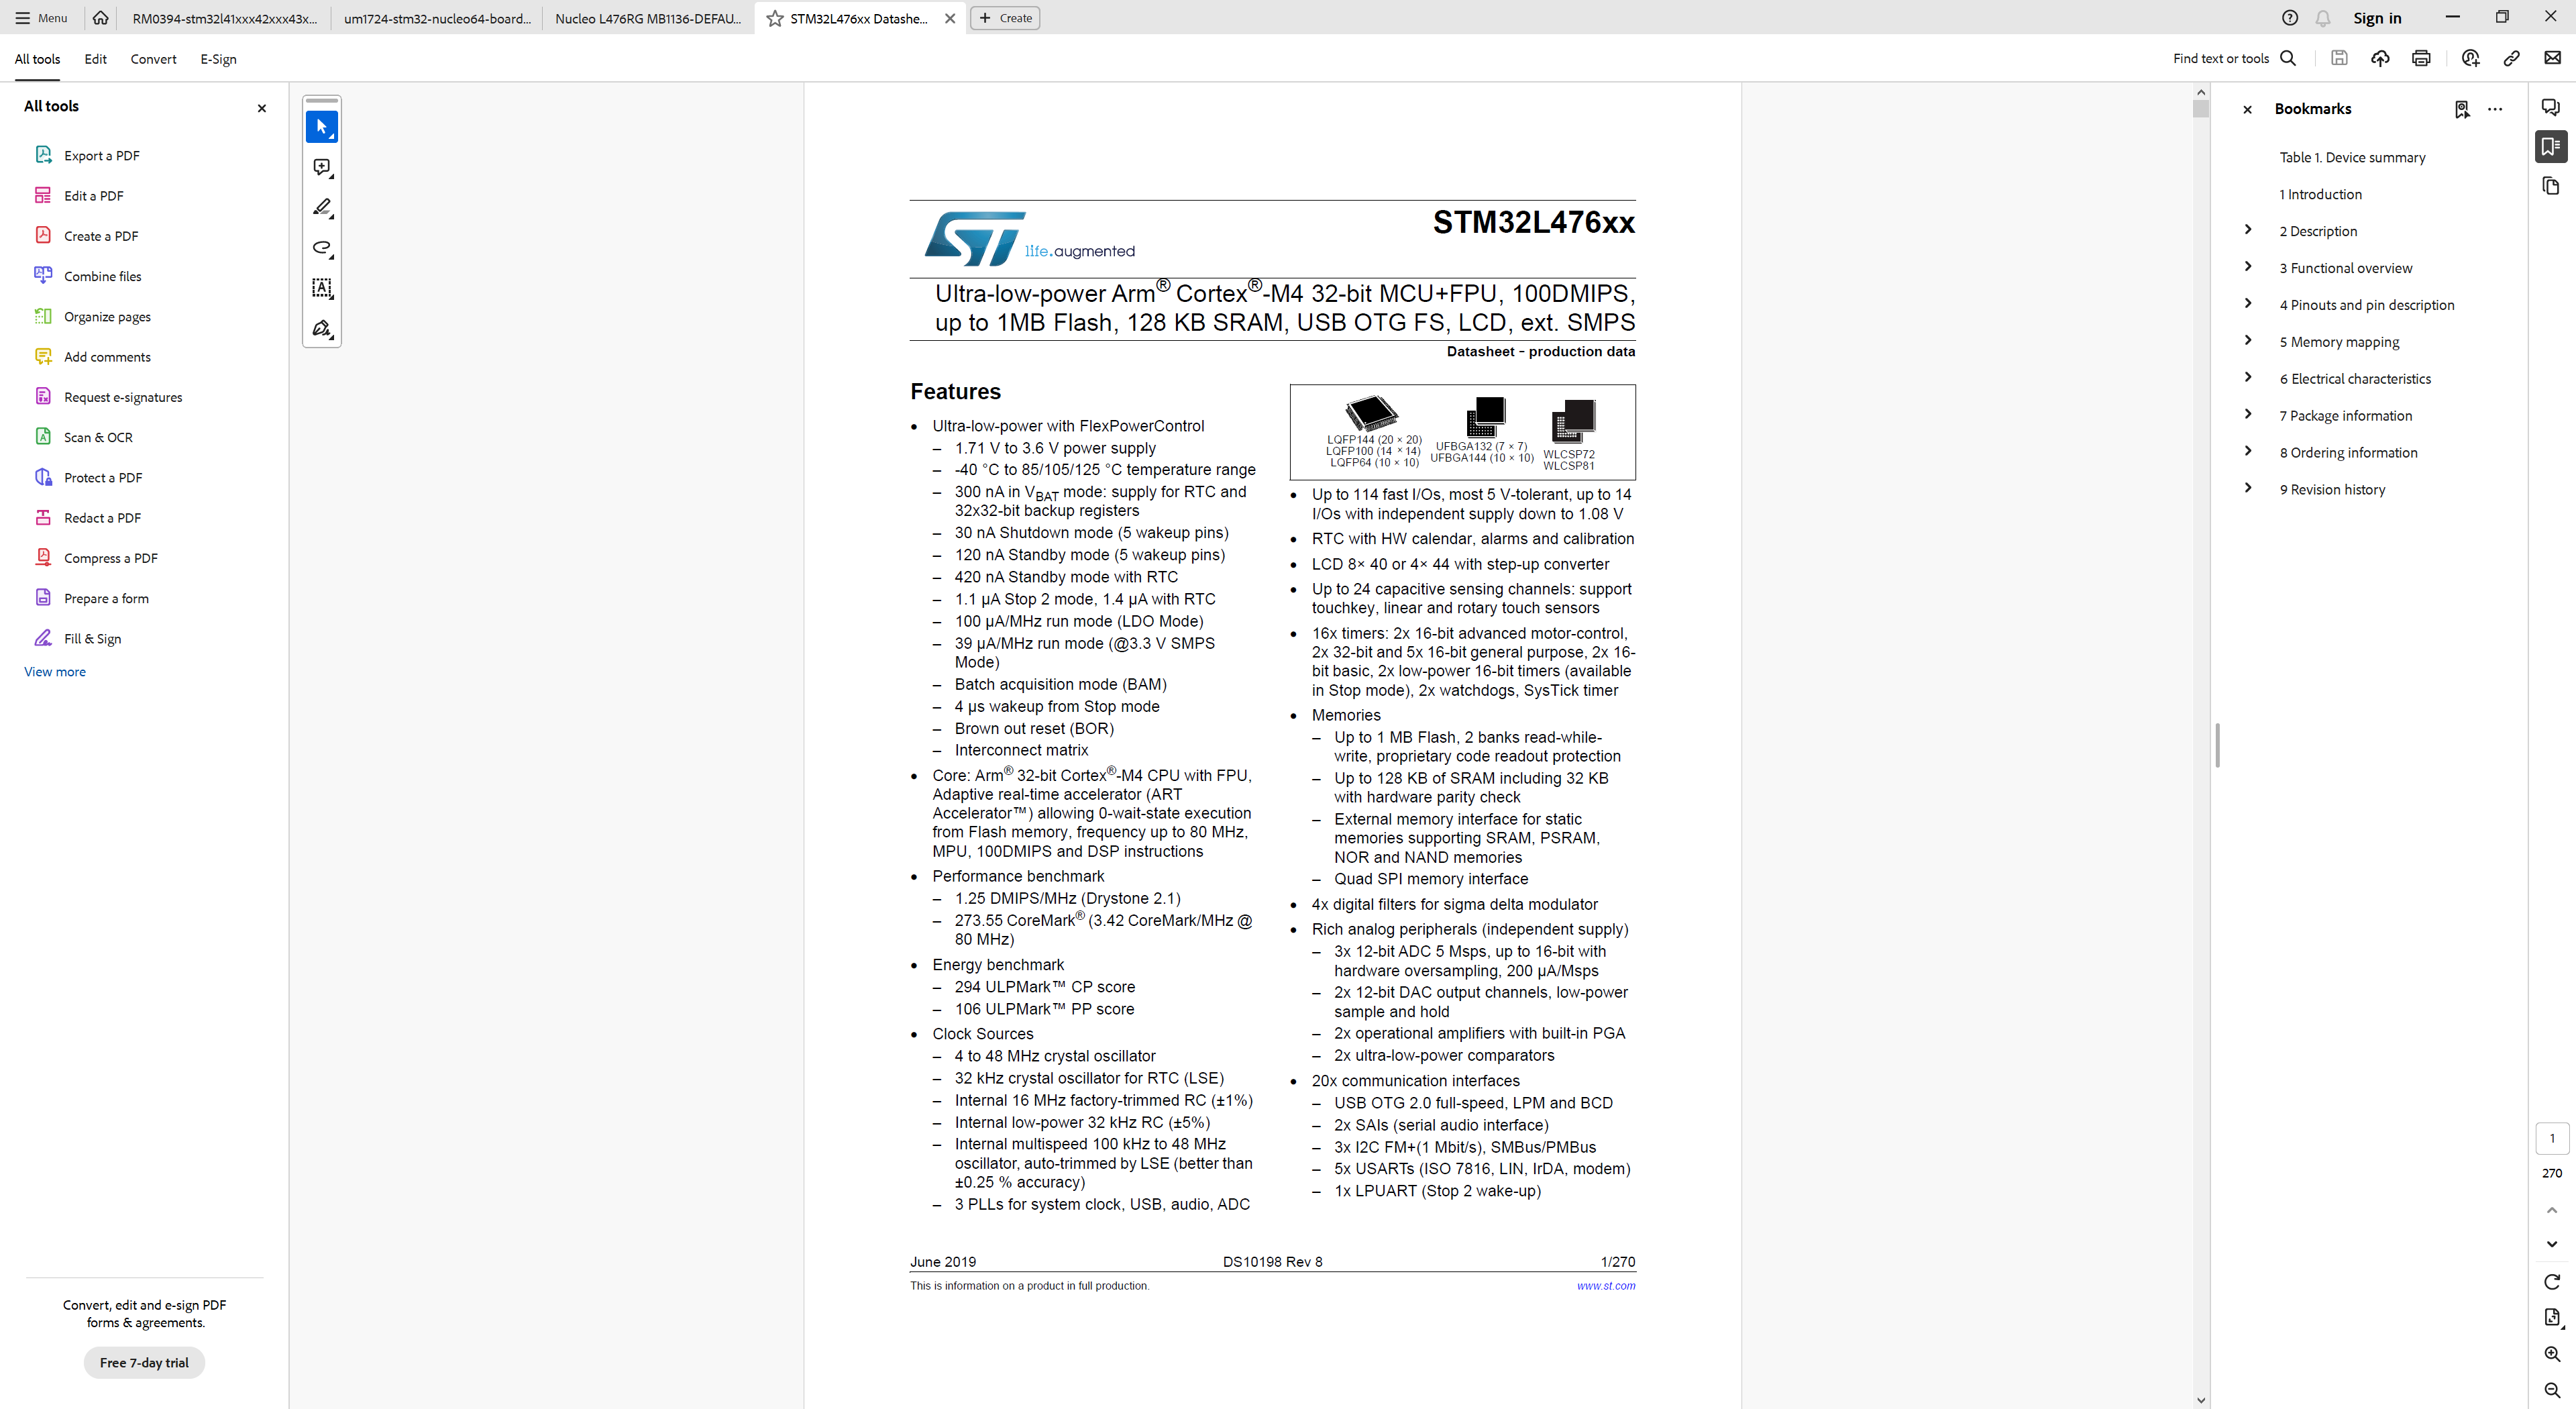 Menu
RM0394-stm32l41xxx42xxx43x...
um1724-stm32-nucleo64-board...
Nucleo L476RG MB1136-DEFAU...
STM32L476xx Datashe...
Create
Sign in
All tools
Edit
Convert
E-Sign
Find text or tools
All tools
Export a PDF
Edit a PDF
Create a PDF
Combine files
Organize pages
Add comments
Request e-signatures
Scan & OCR
Protect a PDF
Redact a PDF
Compress a PDF
Prepare a form
Fill & Sign
View more
Convert, edit and e-sign PDF
forms & agreements.
Free 7-day trial
ST
life.augmented
STM32L476xx
Ultra-low-power Arm® Cortex®-M4 32-bit MCU+FPU, 100DMIPS,
up to 1MB Flash, 128 KB SRAM, USB OTG FS, LCD, ext. SMPS
Datasheet - production data
Features
• Ultra-low-power with FlexPowerControl
– 1.71 V to 3.6 V power supply
– -40 °C to 85/105/125 °C temperature range
– 300 nA in VBAT mode: supply for RTC and
32x32-bit backup registers
– 30 nA Shutdown mode (5 wakeup pins)
– 120 nA Standby mode (5 wakeup pins)
– 420 nA Standby mode with RTC
– 1.1 µA Stop 2 mode, 1.4 µA with RTC
– 100 µA/MHz run mode (LDO Mode)
– 39 µA/MHz run mode (@3.3 V SMPS
Mode)
– Batch acquisition mode (BAM)
– 4 µs wakeup from Stop mode
– Brown out reset (BOR)
– Interconnect matrix
• Core: Arm® 32-bit Cortex®-M4 CPU with FPU,
Adaptive real-time accelerator (ART
Accelerator™) allowing 0-wait-state execution
from Flash memory, frequency up to 80 MHz,
MPU, 100DMIPS and DSP instructions
• Performance benchmark
– 1.25 DMIPS/MHz (Drystone 2.1)
– 273.55 CoreMark® (3.42 CoreMark/MHz @
80 MHz)
• Energy benchmark
– 294 ULPMark™ CP score
– 106 ULPMark™ PP score
• Clock Sources
– 4 to 48 MHz crystal oscillator
– 32 kHz crystal oscillator for RTC (LSE)
– Internal 16 MHz factory-trimmed RC (±1%)
– Internal low-power 32 kHz RC (±5%)
– Internal multispeed 100 kHz to 48 MHz
oscillator, auto-trimmed by LSE (better than
±0.25 % accuracy)
– 3 PLLs for system clock, USB, audio, ADC
LQFP144 (20 × 20)
LQFP100 (14 × 14)
LQFP64 (10 × 10)
UFBGA132 (7 × 7)
UFBGA144 (10 × 10)
WLCSP72
WLCSP81
• Up to 114 fast I/Os, most 5 V-tolerant, up to 14
I/Os with independent supply down to 1.08 V
• RTC with HW calendar, alarms and calibration
• LCD 8× 40 or 4× 44 with step-up converter
• Up to 24 capacitive sensing channels: support
touchkey, linear and rotary touch sensors
• 16x timers: 2x 16-bit advanced motor-control,
2x 32-bit and 5x 16-bit general purpose, 2x 16-
bit basic, 2x low-power 16-bit timers (available
in Stop mode), 2x watchdogs, SysTick timer
• Memories
– Up to 1 MB Flash, 2 banks read-while-
write, proprietary code readout protection
– Up to 128 KB of SRAM including 32 KB
with hardware parity check
– External memory interface for static
memories supporting SRAM, PSRAM,
NOR and NAND memories
– Quad SPI memory interface
• 4x digital filters for sigma delta modulator
• Rich analog peripherals (independent supply)
– 3x 12-bit ADC 5 Msps, up to 16-bit with
hardware oversampling, 200 µA/Msps
– 2x 12-bit DAC output channels, low-power
sample and hold
– 2x operational amplifiers with built-in PGA
– 2x ultra-low-power comparators
• 20x communication interfaces
– USB OTG 2.0 full-speed, LPM and BCD
– 2x SAIs (serial audio interface)
– 3x I2C FM+(1 Mbit/s), SMBus/PMBus
– 5x USARTs (ISO 7816, LIN, IrDA, modem)
– 1x LPUART (Stop 2 wake-up)
June 2019
DS10198 Rev 8
1/270
This is information on a product in full production.
www.st.com
Bookmarks
Table 1. Device summary
1 Introduction
2 Description
3 Functional overview
4 Pinouts and pin description
5 Memory mapping
6 Electrical characteristics
7 Package information
8 Ordering information
9 Revision history
1
270